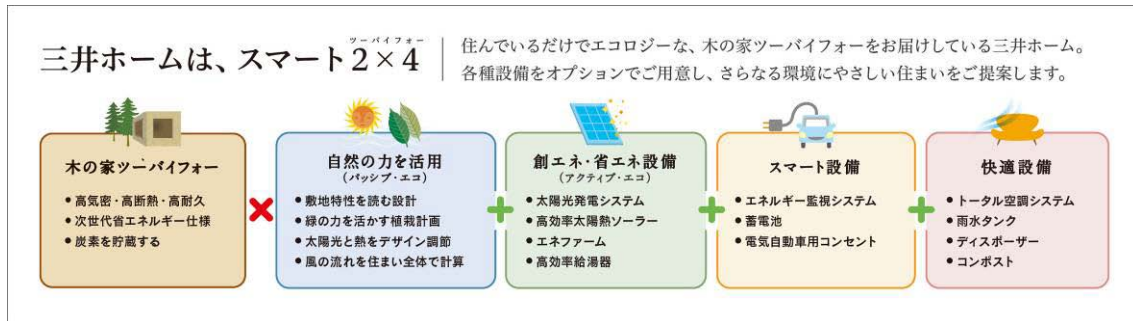 ツーバイフォー
三井ホームは、スマート2×4
住んでいるだけでエコロジーな、木の家ツーバイフォーをお届けしている三井ホーム。
各種設備をオプションでご用意し、さらなる環境にやさしい住まいをご提案します。
木の家ツーバイフォー
● 高気密・高断熱・高耐久
● 次世代省エネルギー仕様
● 炭素を貯蔵する
×
自然の力を活用
(パッシブ・エコ)
● 敷地特性を読む設計
● 緑の力を活かす植栽計画
● 太陽光と熱をデザイン調節
● 風の流れを住まい全体で計算
+
創エネ・省エネ設備
(アクティブ・エコ)
● 太陽光発電システム
● 高効率太陽熱ソーラー
● エネファーム
● 高効率給湯器
+
スマート設備
● エネルギー監視システム
● 蓄電池
● 電気自動車用コンセント
+
快適設備
● トータル空調システム
● 雨水タンク
● ディスポーザー
● コンポスト